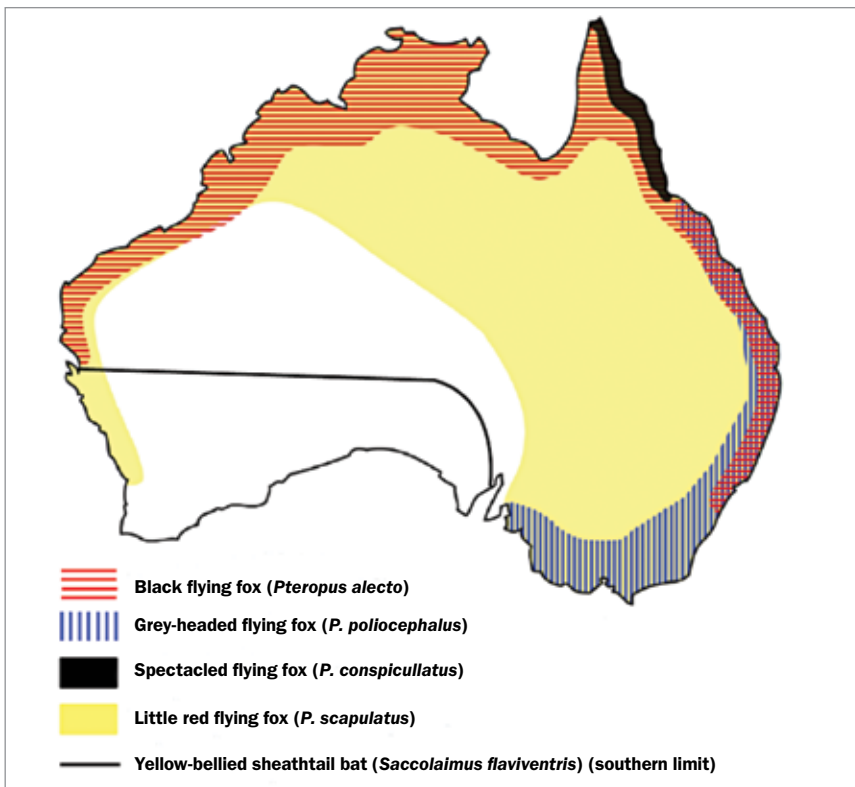 Black flying fox (Pteropus alecto)
Grey-headed flying fox (P. poliocephalus)
Spectacled flying fox (P. conspicullatus)
Little red flying fox (P. scapulatus)
Yellow-bellied sheathtail bat (Saccolaimus flaviventris) (southern limit)